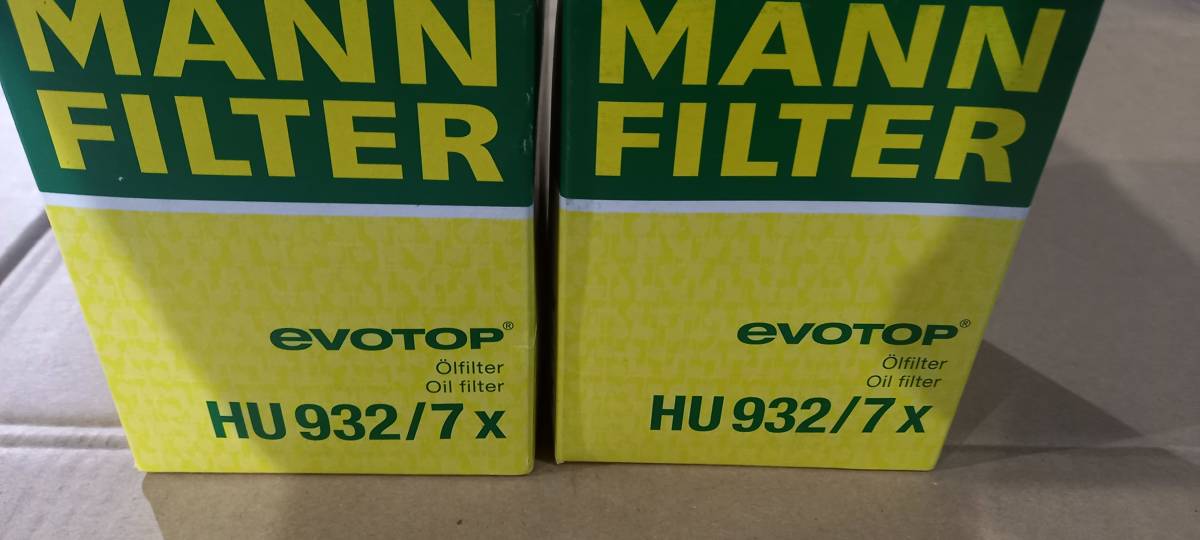 MANN
FILTER
evotop®
Ölfilter
Oil filter
HU 932/7 x
MANN
FILTER
evotop®
Ölfilter
Oil filter
HU 932/7 x